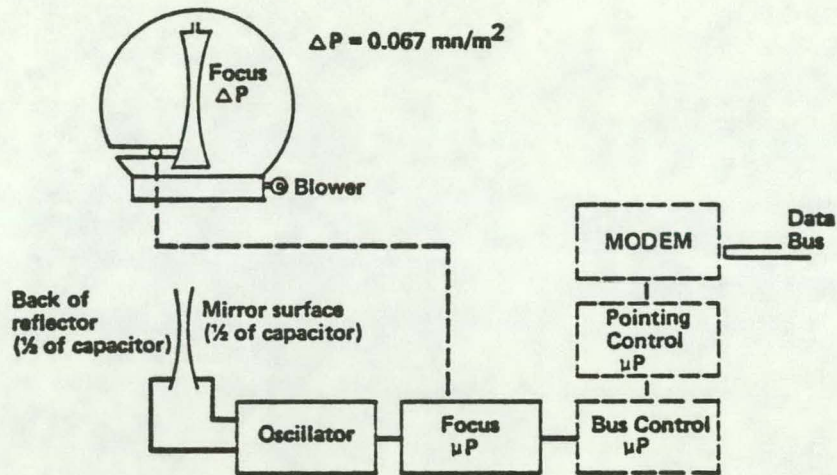 ΔP = 0.067 mn/m²
Focus
ΔP
Blower
MODEM
Data
Bus
Back of
reflector
(½ of capacitor)
Mirror surface
(½ of capacitor)
Pointing
Control
μP
Oscillator
Focus
μP
Bus Control
μP